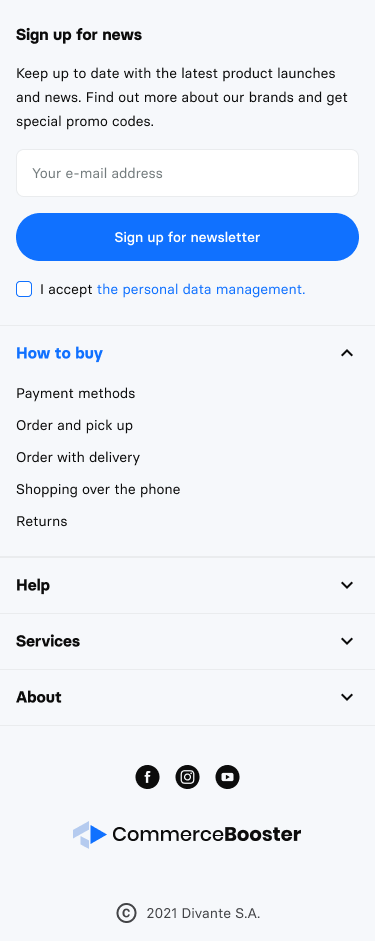 Sign up for news
Keep up to date with the latest product launches
and news. Find out more about our brands and get
special promo codes.
Your e-mail address
Sign up for newsletter
I accept the personal data management.
How to buy
Payment methods
Order and pick up
Order with delivery
Shopping over the phone
Returns
Help
Services
About
CommerceBooster
© 2021 Divante S.A.